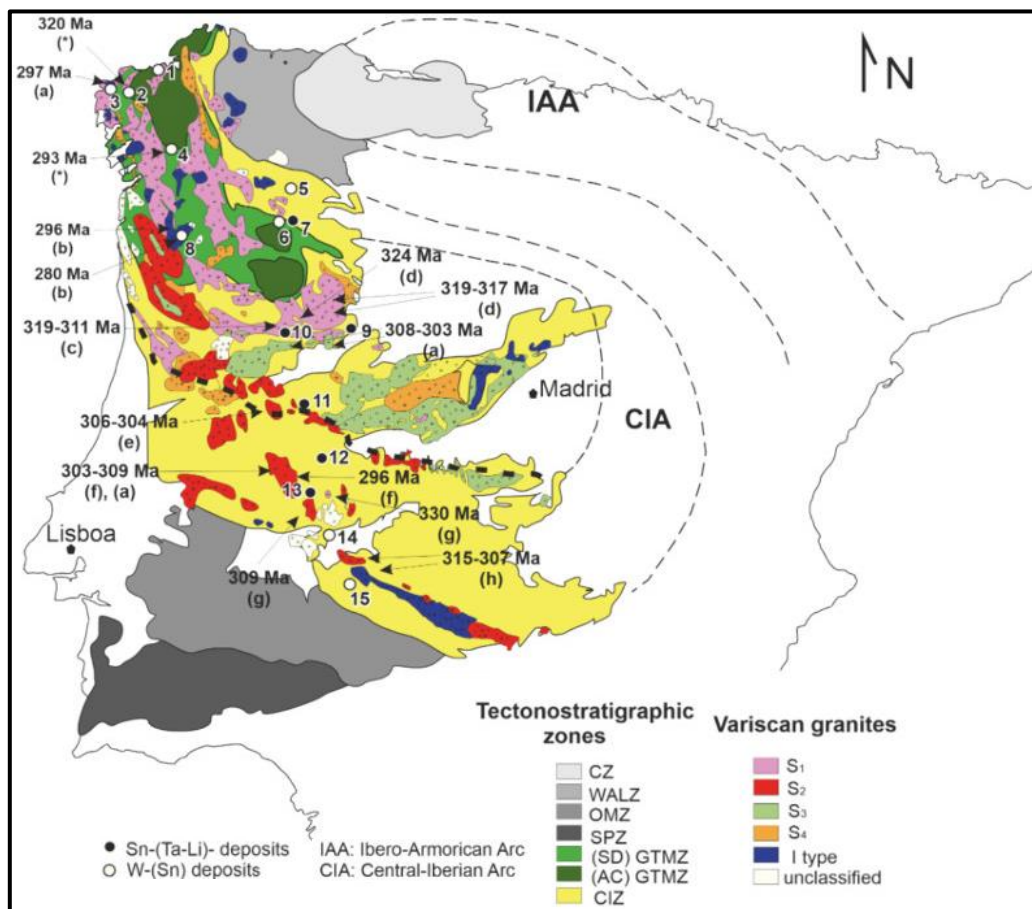 320 Ma
(*)
297 Ma
(a)
1
2
3
IAA
N
293 Ma
(*)
4
5
6
7
296 Ma
(b)
8
280 Ma
(b)
324 Ma
(d)
319-317 Ma
(d)
319-311 Ma
(c)
10
9
308-303 Ma
(a)
Madrid
11
CIA
306-304 Ma
(e)
12
303-309 Ma
(f), (a)
296 Ma
(f)
13
330 Ma
(g)
Lisboa
14
315-307 Ma
(h)
309 Ma
(g)
15
Tectonostratigraphic
zones
CZ
WALZ
OMZ
SPZ
(SD) GTMZ
(AC) GTMZ
CIZ
Variscan granites
S1
S2
S3
S4
I type
unclassified
Sn-(Ta-Li)- deposits
W-(Sn) deposits
IAA: Ibero-Armorican Arc
CIA: Central-Iberian Arc